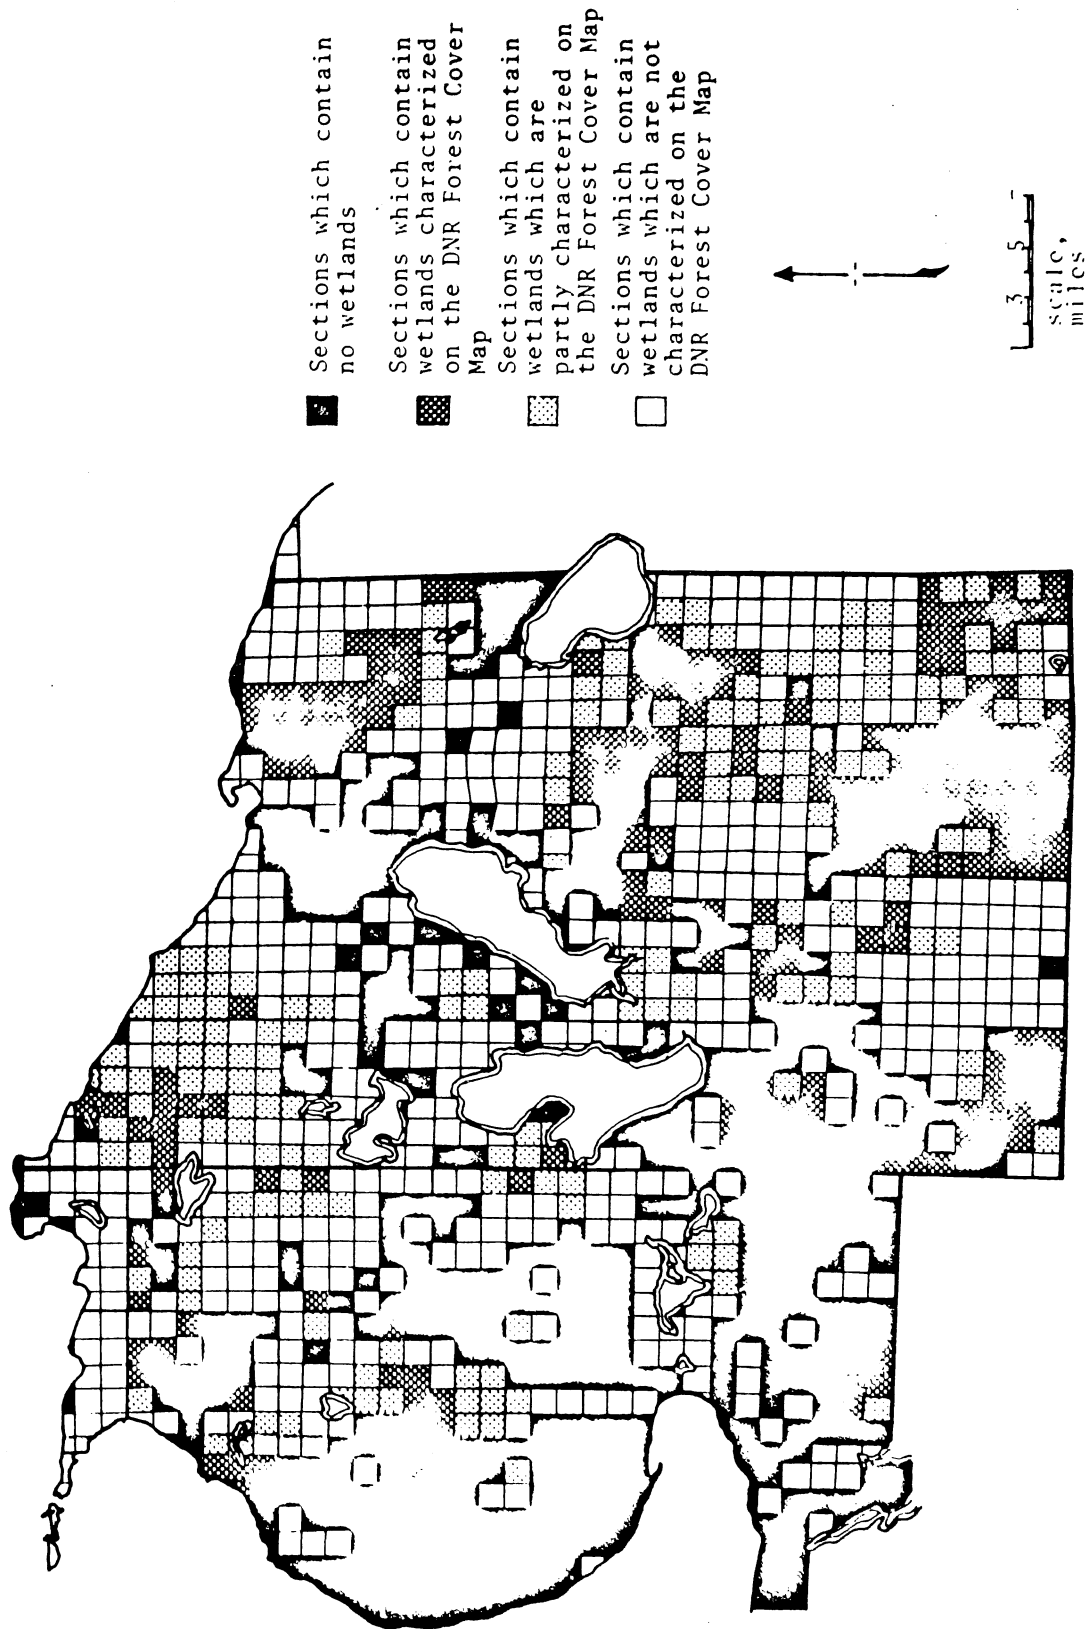 Sections which contain
no wetlands
Sections which contain
wetlands characterized
on the DNR Forest Cover
Map
Sections which contain
wetlands which are
partly characterized on
the DNR Forest Cover Map
Sections which contain
wetlands which are not
characterized on the
DNR Forest Cover Map
3 5
scale,
miles